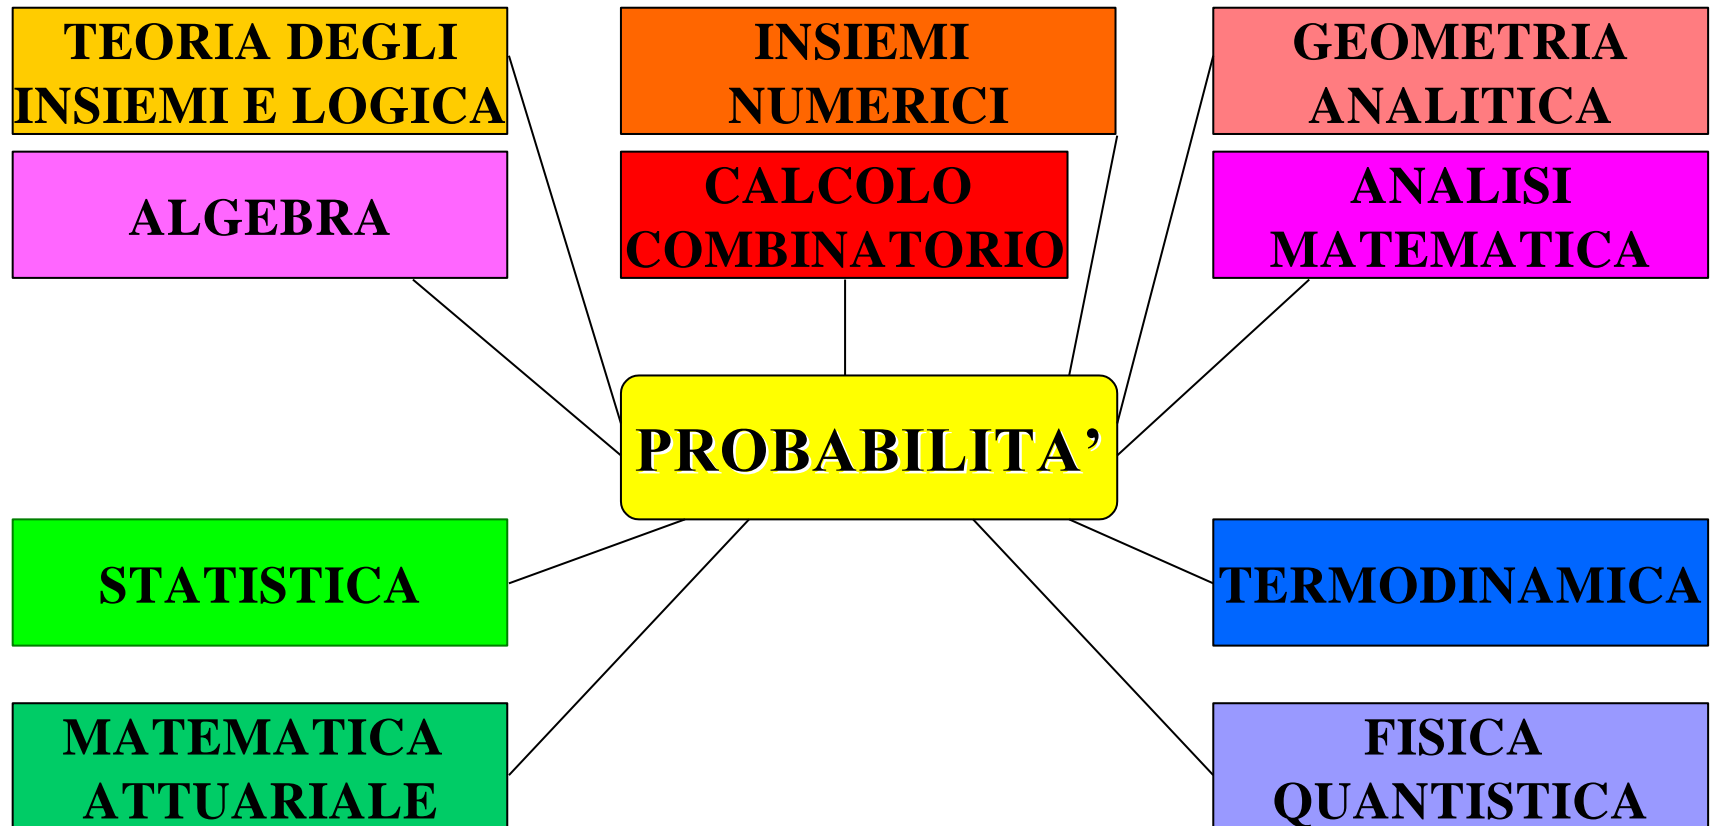 TEORIA DEGLI
INSIEMI E LOGICA
INSIEMI
NUMERICI
GEOMETRIA
ANALITICA
ALGEBRA
CALCOLO
COMBINATORIO
ANALISI
MATEMATICA
PROBABILITA’
STATISTICA
TERMODINAMICA
MATEMATICA
ATTUARIALE
FISICA
QUANTISTICA